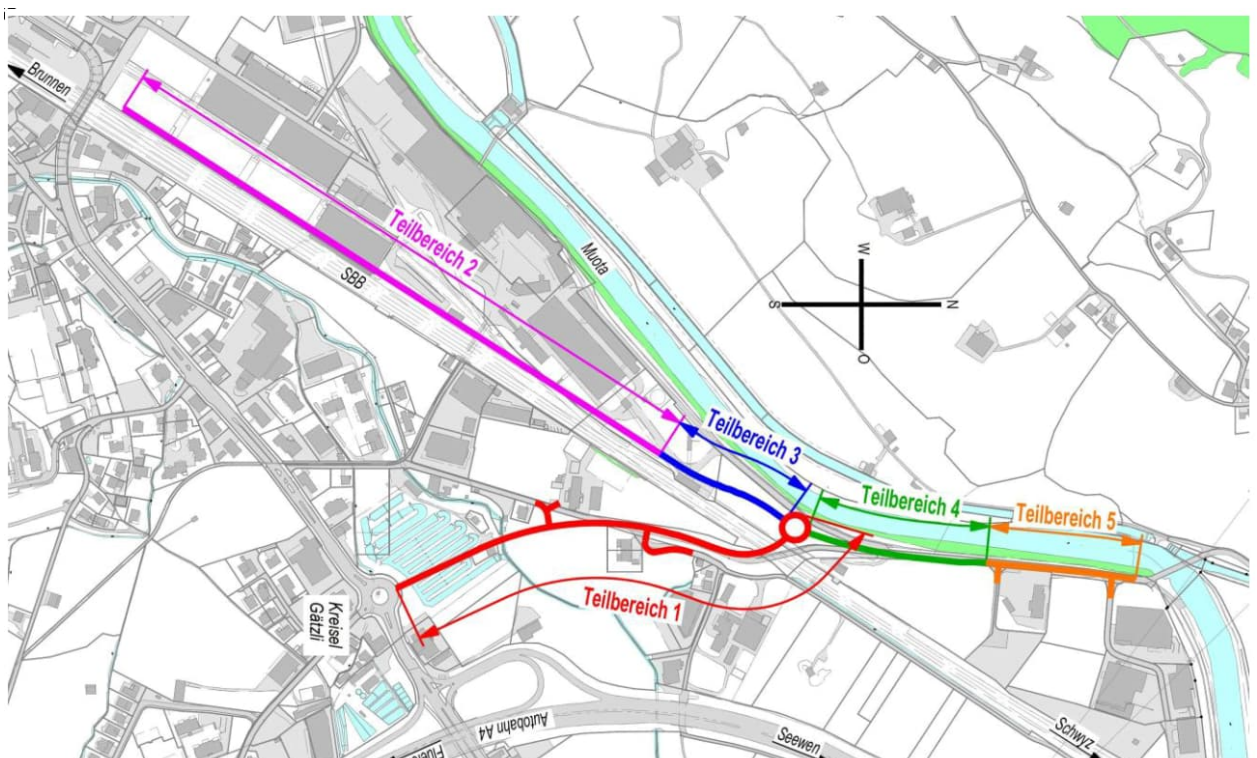 Brunnen
Teilbereich 2
SBB
Muota
W
S
N
O
Teilbereich 3
Teilbereich 4
Teilbereich 5
Teilbereich 1
Kreisel
Gätzli
Autobahn A4
Seewen
Schwyz